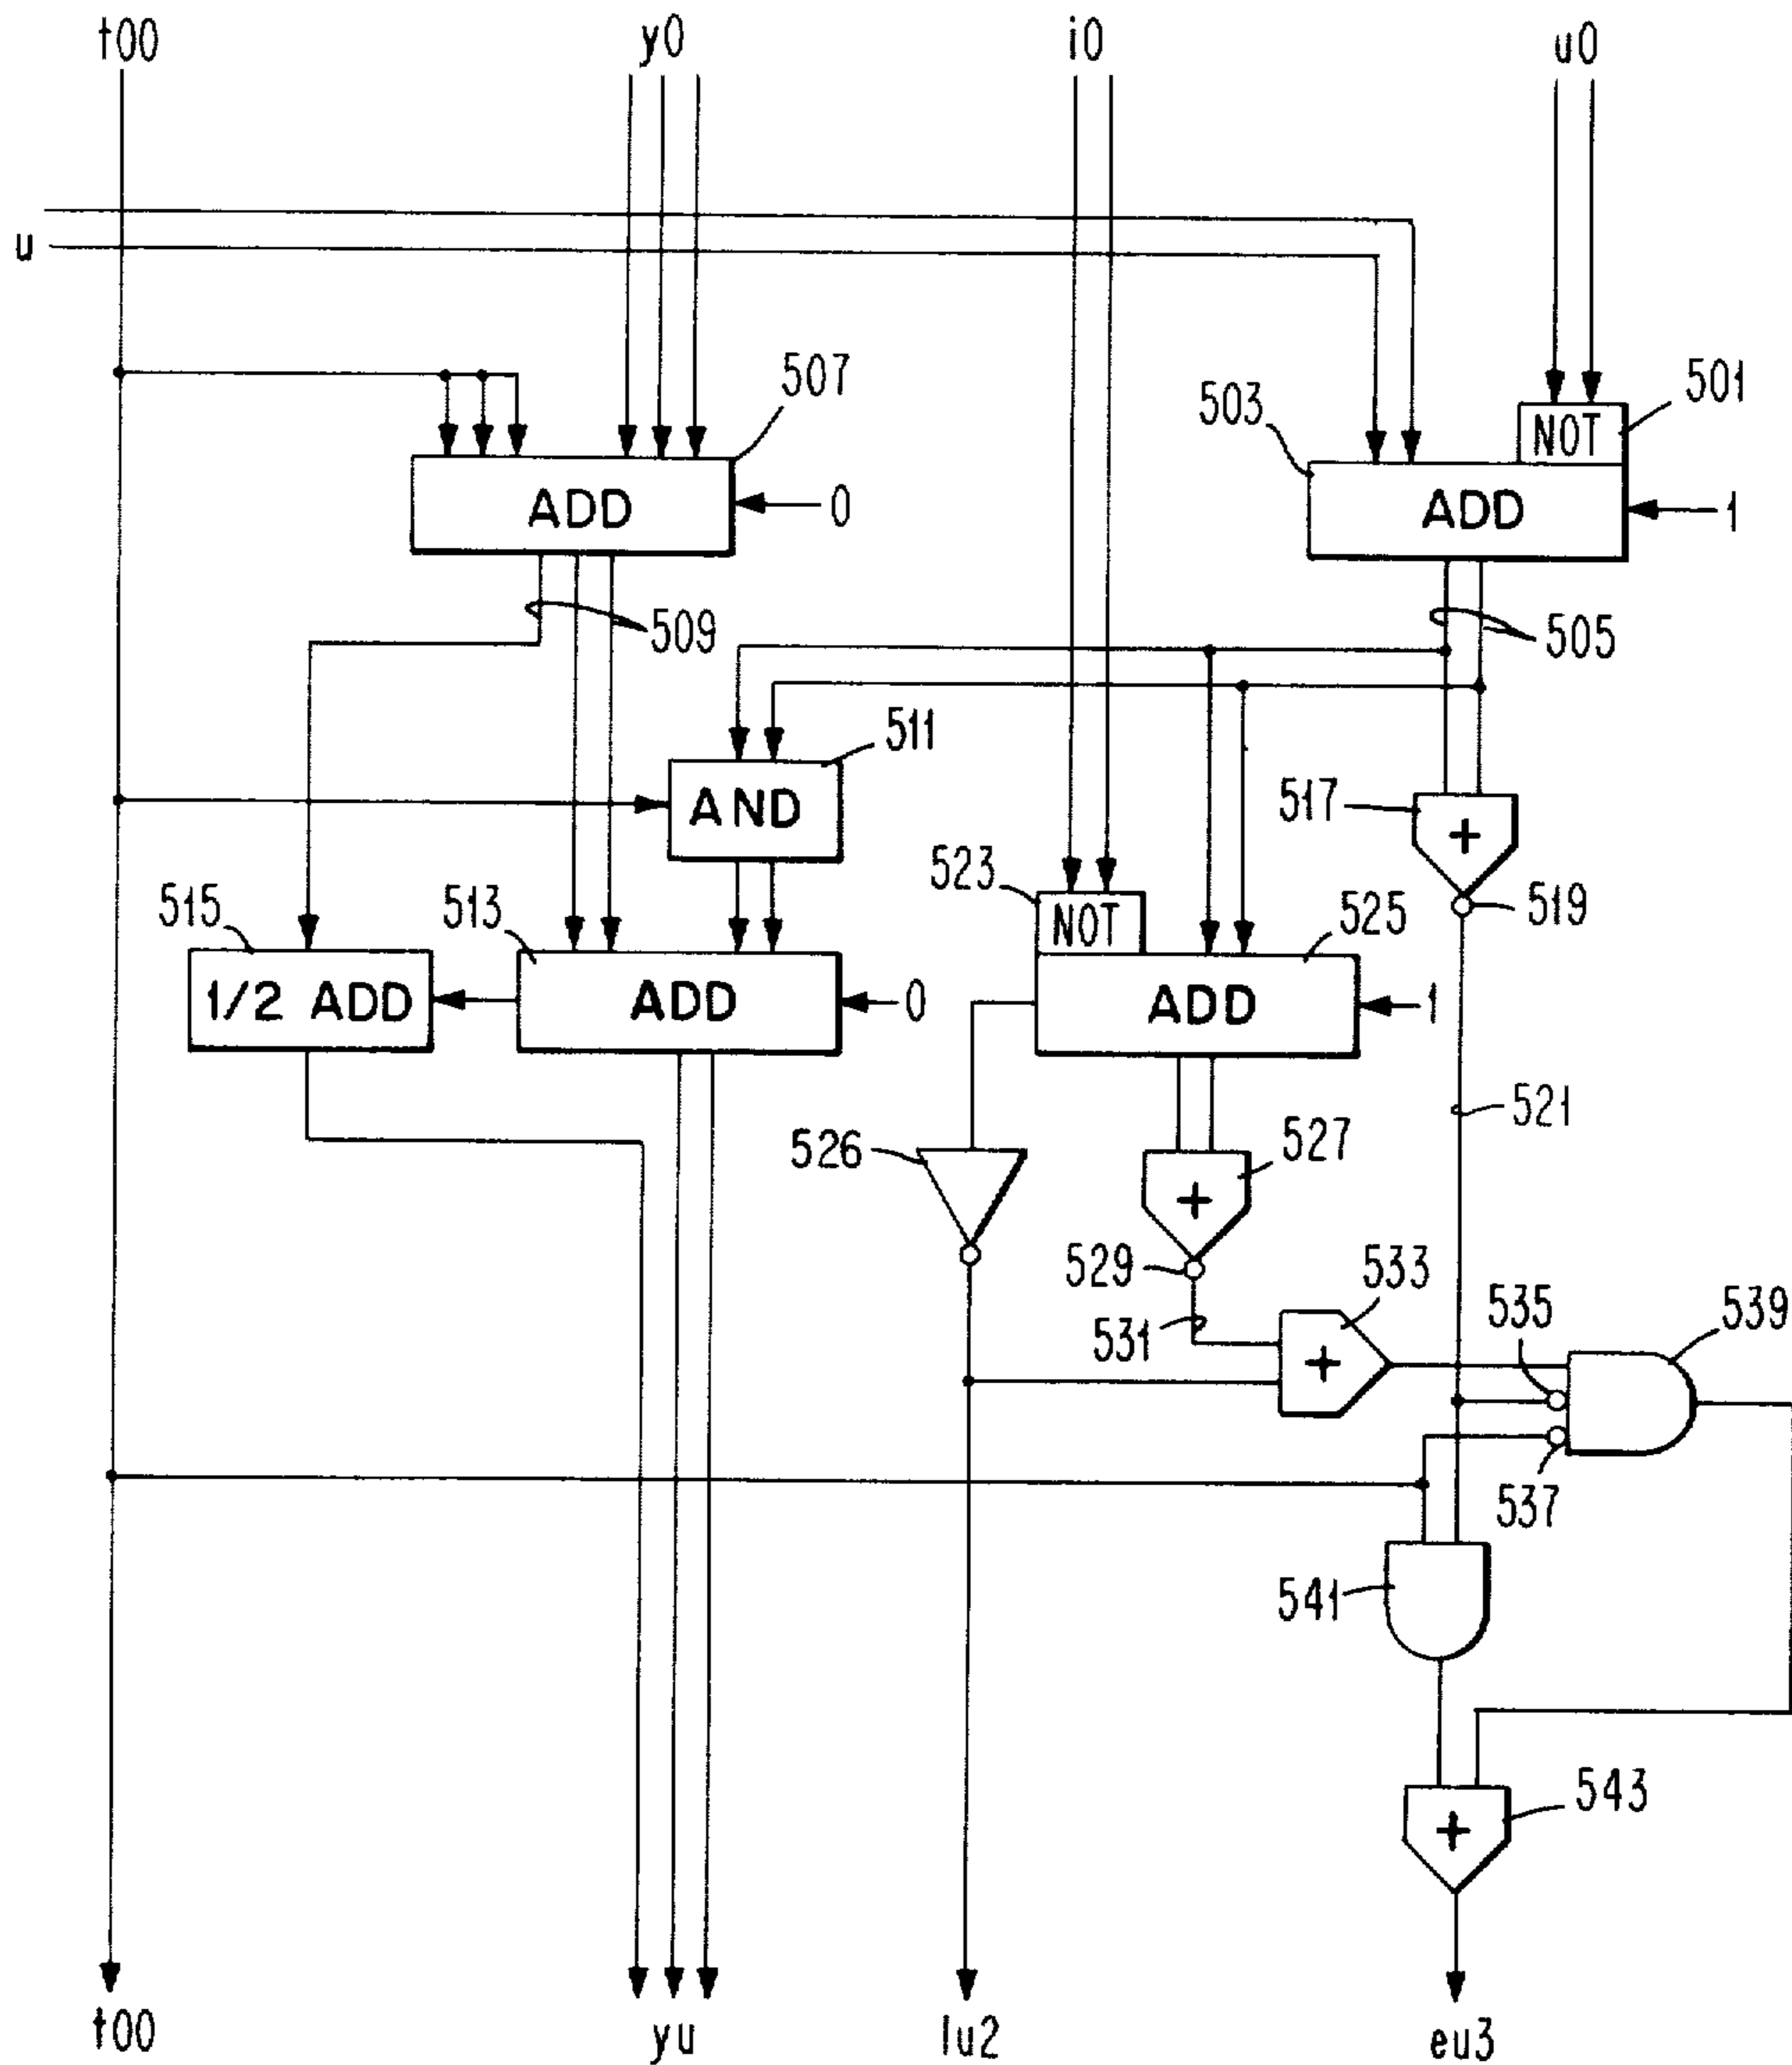 t00 y0 i0 u0
u
507
503
501
NOT
ADD
0
ADD
1
509
505
511
AND
517
+
519
523
NOT
515
513
525
1/2 ADD
ADD
0
ADD
1
521
526
527
+
529
531
533
+
535
539
537
541
543
+
t00 yu lu2 eu3